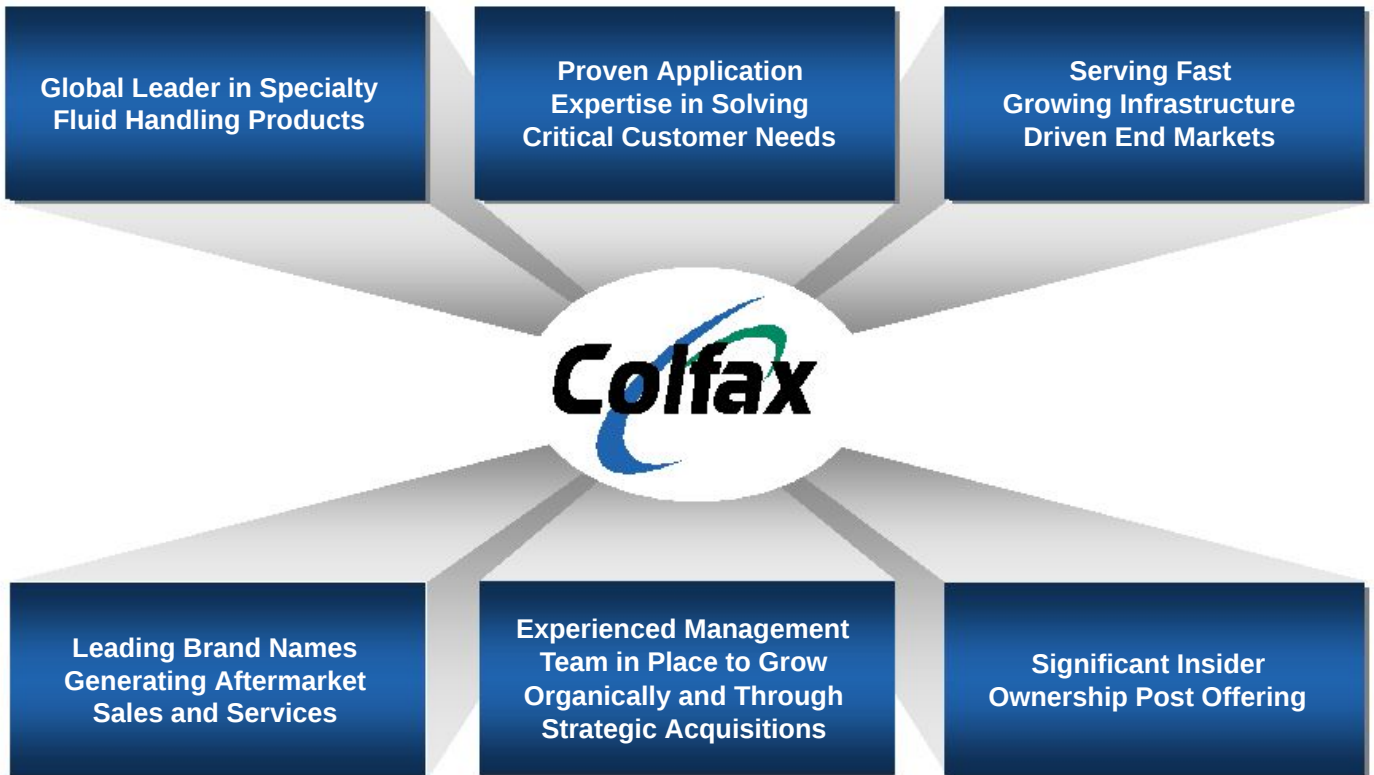 Global Leader in Specialty
Fluid Handling Products
Proven Application
Expertise in Solving
Critical Customer Needs
Serving Fast
Growing Infrastructure
Driven End Markets
Colfax
Leading Brand Names
Generating Aftermarket
Sales and Services
Experienced Management
Team in Place to Grow
Organically and Through
Strategic Acquisitions
Significant Insider
Ownership Post Offering